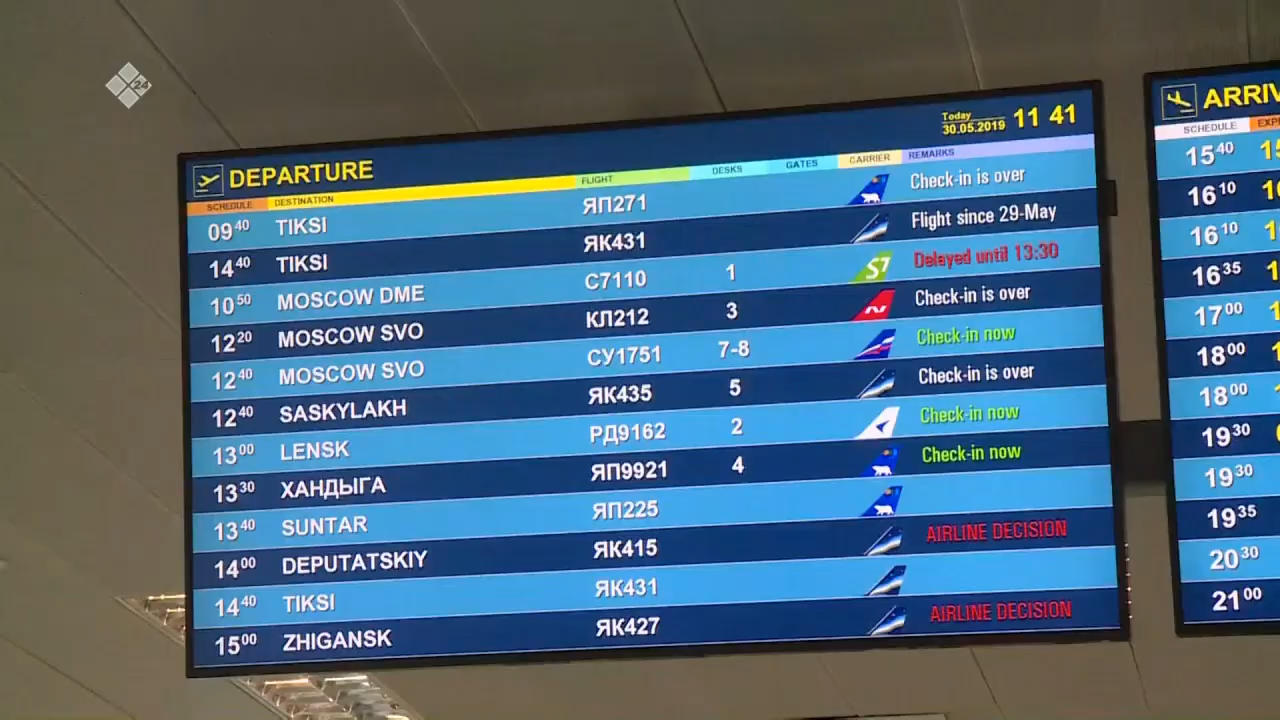 24
DEPARTURE Today 30.05.2019 11 41
SCHEDULE DESTINATION FLIGHT DESKS GATES CARRIER REMARKS
09 40 TIKSI ЯП271 Check-in is over
14 40 TIKSI ЯК431 Flight since 29-May
10 50 MOSCOW DME С7110 1 S7 Delayed until 13:30
12 20 MOSCOW SVO КЛ212 3 Check-in is over
12 40 MOSCOW SVO СУ1751 7-8 Check-in now
12 40 SASKYLAKH ЯК435 5 Check-in is over
13 00 LENSK РД9162 2 Check-in now
13 30 ХАНДЫГА ЯП9921 4 Check-in now
13 40 SUNTAR ЯП225
14 00 DEPUTATSKIY ЯК415 AIRLINE DECISION
14 40 TIKSI ЯК431
15 00 ZHIGANSK ЯК427 AIRLINE DECISION
ARRIV
SCHEDULE EXP
15 40
16 10
16 10
16 35
17 00
18 00
18 00
19 30
19 30
19 35
20 30
21 00